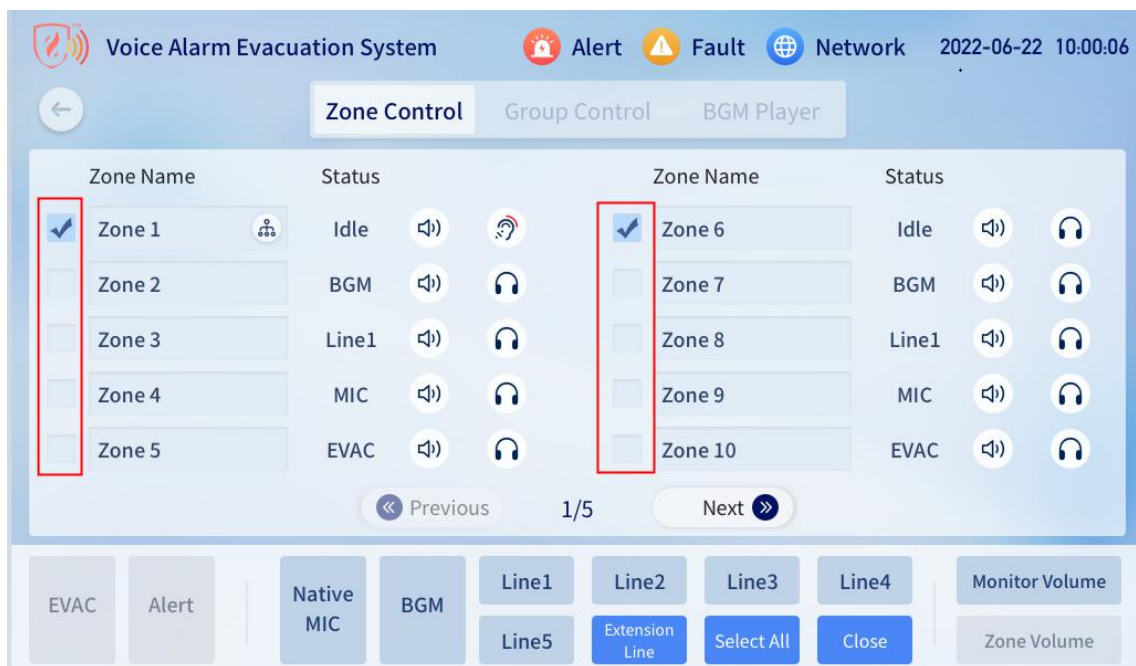 Voice Alarm Evacuation System Alert Fault Network 2022-06-22 10:00:06
Zone Control Group Control BGM Player
Zone Name Status Zone Name Status
Zone 1 Idle Zone 6 Idle
Zone 2 BGM Zone 7 BGM
Zone 3 Line1 Zone 8 Line1
Zone 4 MIC Zone 9 MIC
Zone 5 EVAC Zone 10 EVAC
Previous 1/5 Next
EVAC Alert Native MIC BGM Line1 Line2 Line3 Line4 Monitor Volume
Line5 Extension Line Select All Close Zone Volume